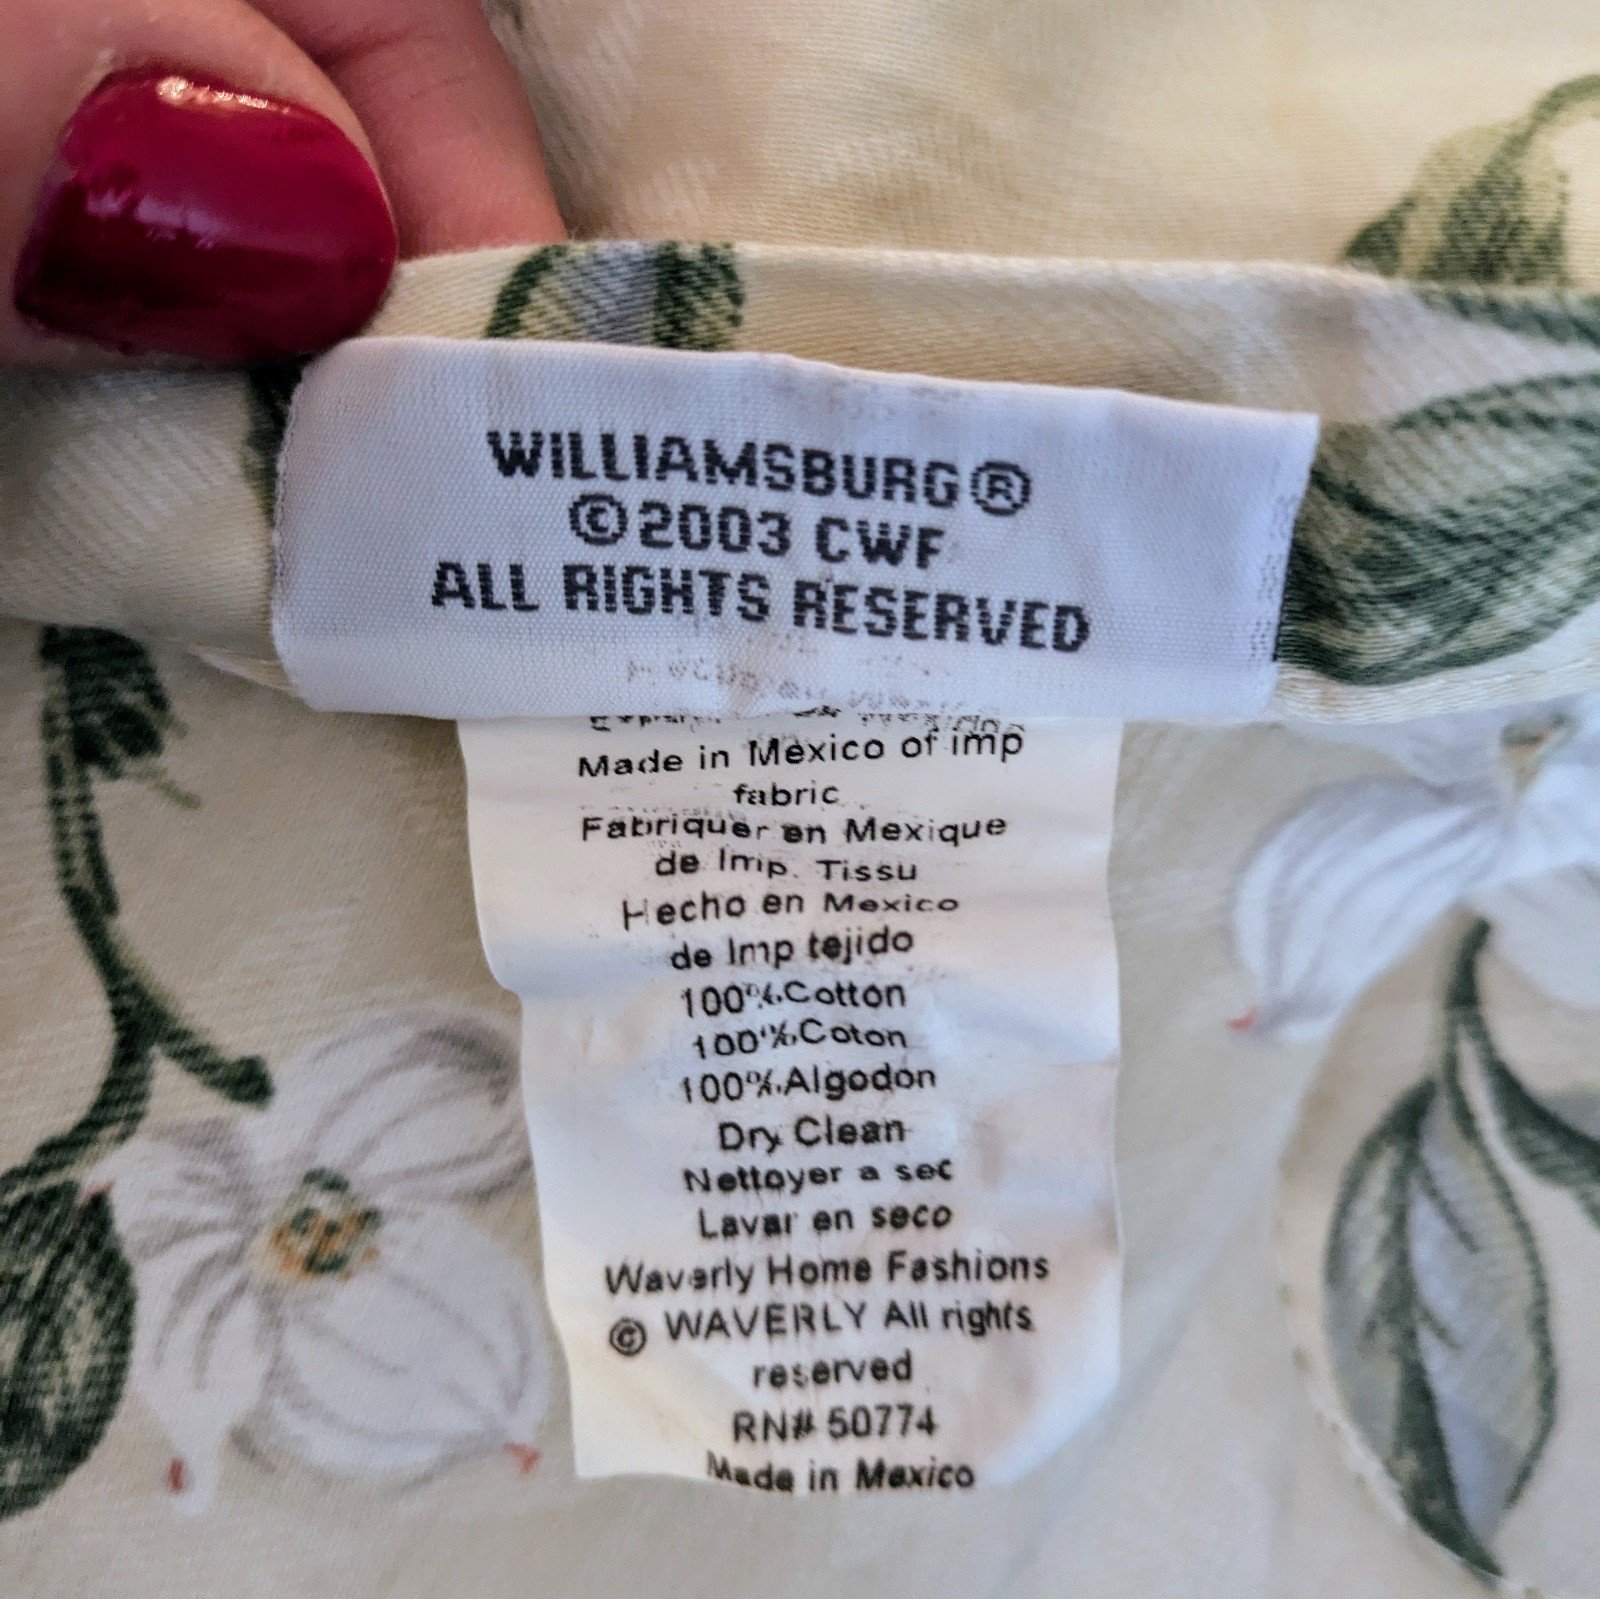 WILLIAMSBURG®
©2003 CWF
ALL RIGHTS RESERVED
Made in Mexico of imp
fabric
Fabriquer en Mexique
de Imp. Tissu
Hecho en Mexico
de Imp tejido
100% Cotton
100% Coton
100% Algodon
Dry Clean
Nettoyer a sec
Lavar en seco
Waverly Home Fashions
© WAVERLY All rights
reserved
RN# 50774
Made in Mexico